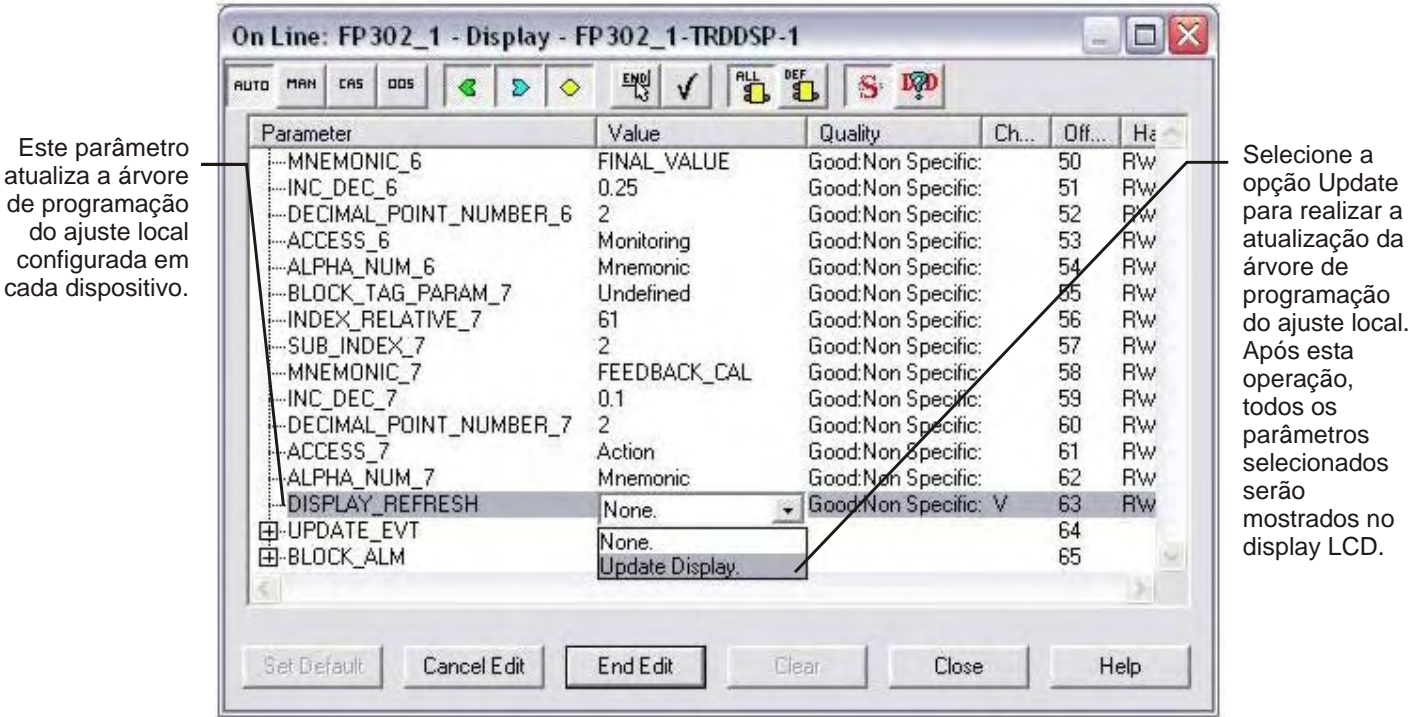 On Line: FP302_1 - Display - FP302_1-TRDDSP-1
AUTO MAN CAS OOS END ALL DEF S DD?
Parameter Value Quality Ch... Off... Ha
MNEMONIC_6 FINAL_VALUE Good:Non Specific: 50 RW
INC_DEC_6 0.25 Good:Non Specific: 51 RW
DECIMAL_POINT_NUMBER_6 2 Good:Non Specific: 52 RW
ACCESS_6 Monitoring Good:Non Specific: 53 RW
ALPHA_NUM_6 Mnemonic Good:Non Specific: 54 RW
BLOCK_TAG_PARAM_7 Undefined Good:Non Specific: 55 RW
INDEX_RELATIVE_7 61 Good:Non Specific: 56 RW
SUB_INDEX_7 2 Good:Non Specific: 57 RW
MNEMONIC_7 FEEDBACK_CAL Good:Non Specific: 58 RW
INC_DEC_7 0.1 Good:Non Specific: 59 RW
DECIMAL_POINT_NUMBER_7 2 Good:Non Specific: 60 RW
ACCESS_7 Action Good:Non Specific: 61 RW
ALPHA_NUM_7 Mnemonic Good:Non Specific: 62 RW
DISPLAY_REFRESH None. Good:Non Specific: V 63 RW
UPDATE_EVT None. 64
BLOCK_ALM Update Display. 65
Set Default Cancel Edit End Edit Clear Close Help
Este parâmetro
atualiza a árvore
de programação
do ajuste local
configurada em
cada dispositivo.
Selecione a
opção Update
para realizar a
atualização da
árvore de
programação
do ajuste local.
Após esta
operação,
todos os
parâmetros
selecionados
serão
mostrados no
display LCD.